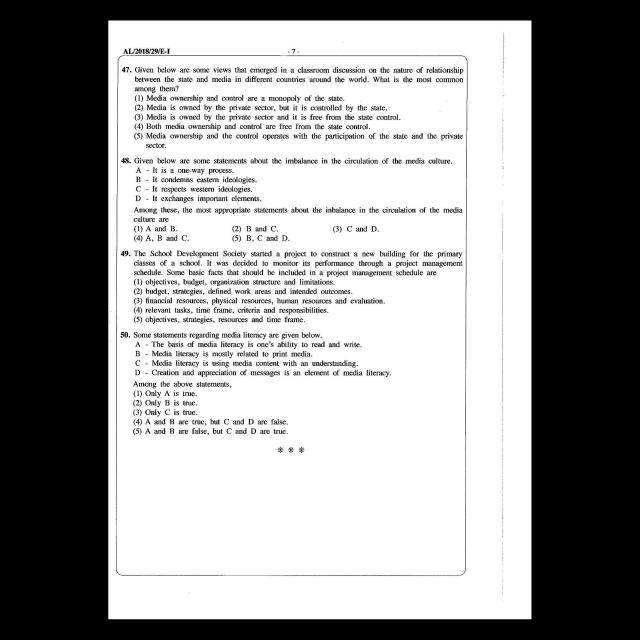 AL/2018/29/E-I
- 7 -
47. Given below are some views that emerged in a classroom discussion on the nature of relationship
between the state and media in different countries around the world. What is the most common
among them?
(1) Media ownership and control are a monopoly of the state.
(2) Media is owned by the private sector, but it is controlled by the state.
(3) Media is owned by the private sector and it is free from the state control.
(4) Both media ownership and control are free from the state control.
(5) Media ownership and the control operates with the participation of the state and the private
sector.
48. Given below are some statements about the imbalance in the circulation of the media culture.
A - It is a one-way process.
B - It condemns eastern ideologies.
C - It respects western ideologies.
D - It exchanges important elements.
Among these, the most appropriate statements about the inbalance in the circulation of the media
culture are
(1) A and B. (2) B and C. (3) C and D.
(4) A, B and C. (5) B, C and D.
49. The School Development Society started a project to construct a new building for the primary
classes of a school. It was decided to monitor its performance through a project management
schedule. Some basic facts that should be included in a project management schedule are
(1) objectives, budget, organization structure and limitations.
(2) budget, strategies, defined work areas and intended outcomes.
(3) financial resources, physical resources, human resources and evaluation.
(4) relevant tasks, time frame, criteria and responsibilities.
(5) objectives, strategies, resources and time frame.
50. Some statements regarding media literacy are given below.
A - The basis of media literacy is one's ability to read and write.
B - Media literacy is mostly related to print media.
C - Media literacy is using media content with an understanding.
D - Creation and appreciation of messages is an element of media literacy.
Among the above statements,
(1) Only A is true.
(2) Only B is true.
(3) Only C is true.
(4) A and B are true, but C and D are false.
(5) A and B are false, but C and D are true.